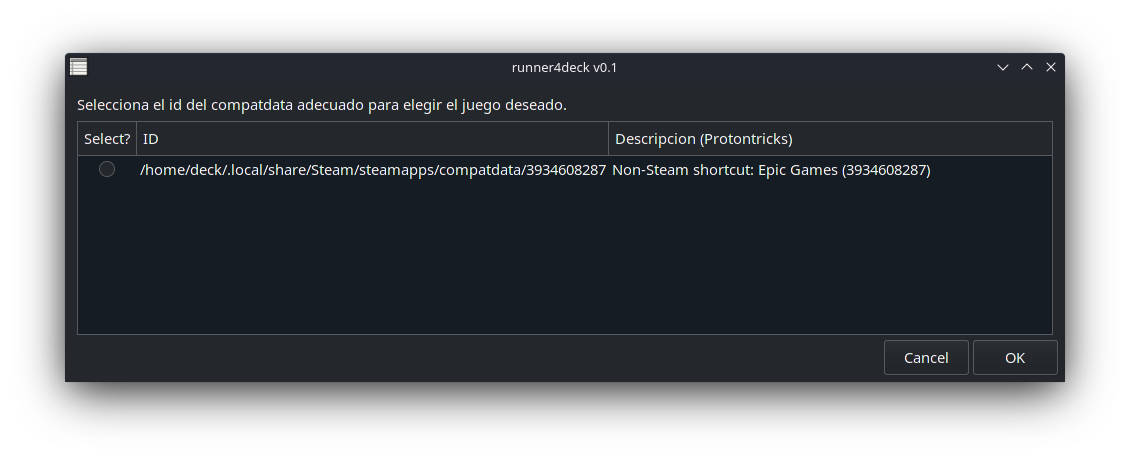 runner4deck v0.1
Selecciona el id del compatdata adecuado para elegir el juego deseado.
Select? ID Descripcion (Protontricks)
/home/deck/.local/share/Steam/steamapps/compatdata/3934608287 Non-Steam shortcut: Epic Games (3934608287)
Cancel OK